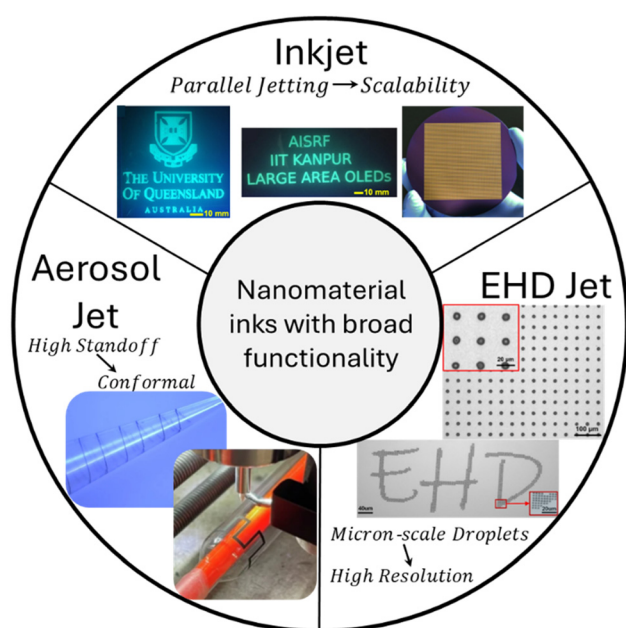 Inkjet
Parallel Jetting→Scalability
THE UNIVERSITY
OF QUEENSLAND
AUSTRALIA
10 mm
AISRF
IIT KANPUR
LARGE AREA OLEDs
10 mm
Aerosol
Jet
High Standoff
Conformal
Nanomaterial
inks with broad
functionality
EHD Jet
20 µm
100 µm
EHD
40um
20um
Micron-scale Droplets
High Resolution